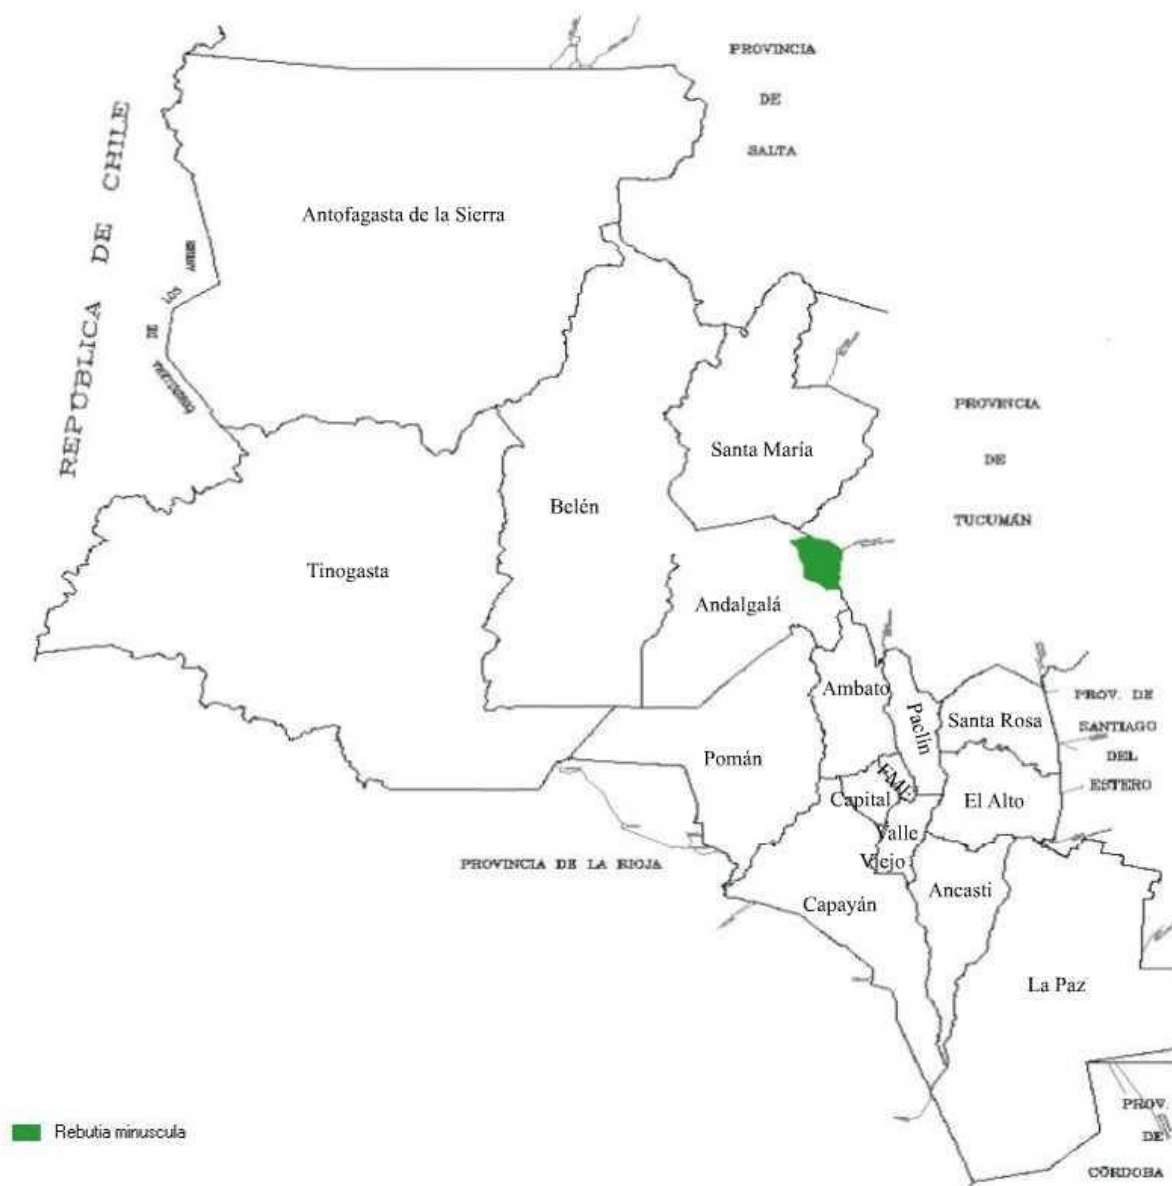 PROVINCIA
DE
SALTA
REPUBLICA DE CHILE
Antofagasta de la Sierra
LOS
DE
PROVINCIA
DE
TUCUMÁN
Santa María
Belén
Tinogasta
Andalgalá
Ambato
Paclín
Santa Rosa
PROV. DE
SANTIAGO
DEL
ESTERO
Pomán
FME
Capital
El Alto
Valle
Viejo
PROVINCIA DE LA RIOJA
Ancasti
Capayán
La Paz
PROV.
DE
CÓRDOBA
Rebutia minuscula